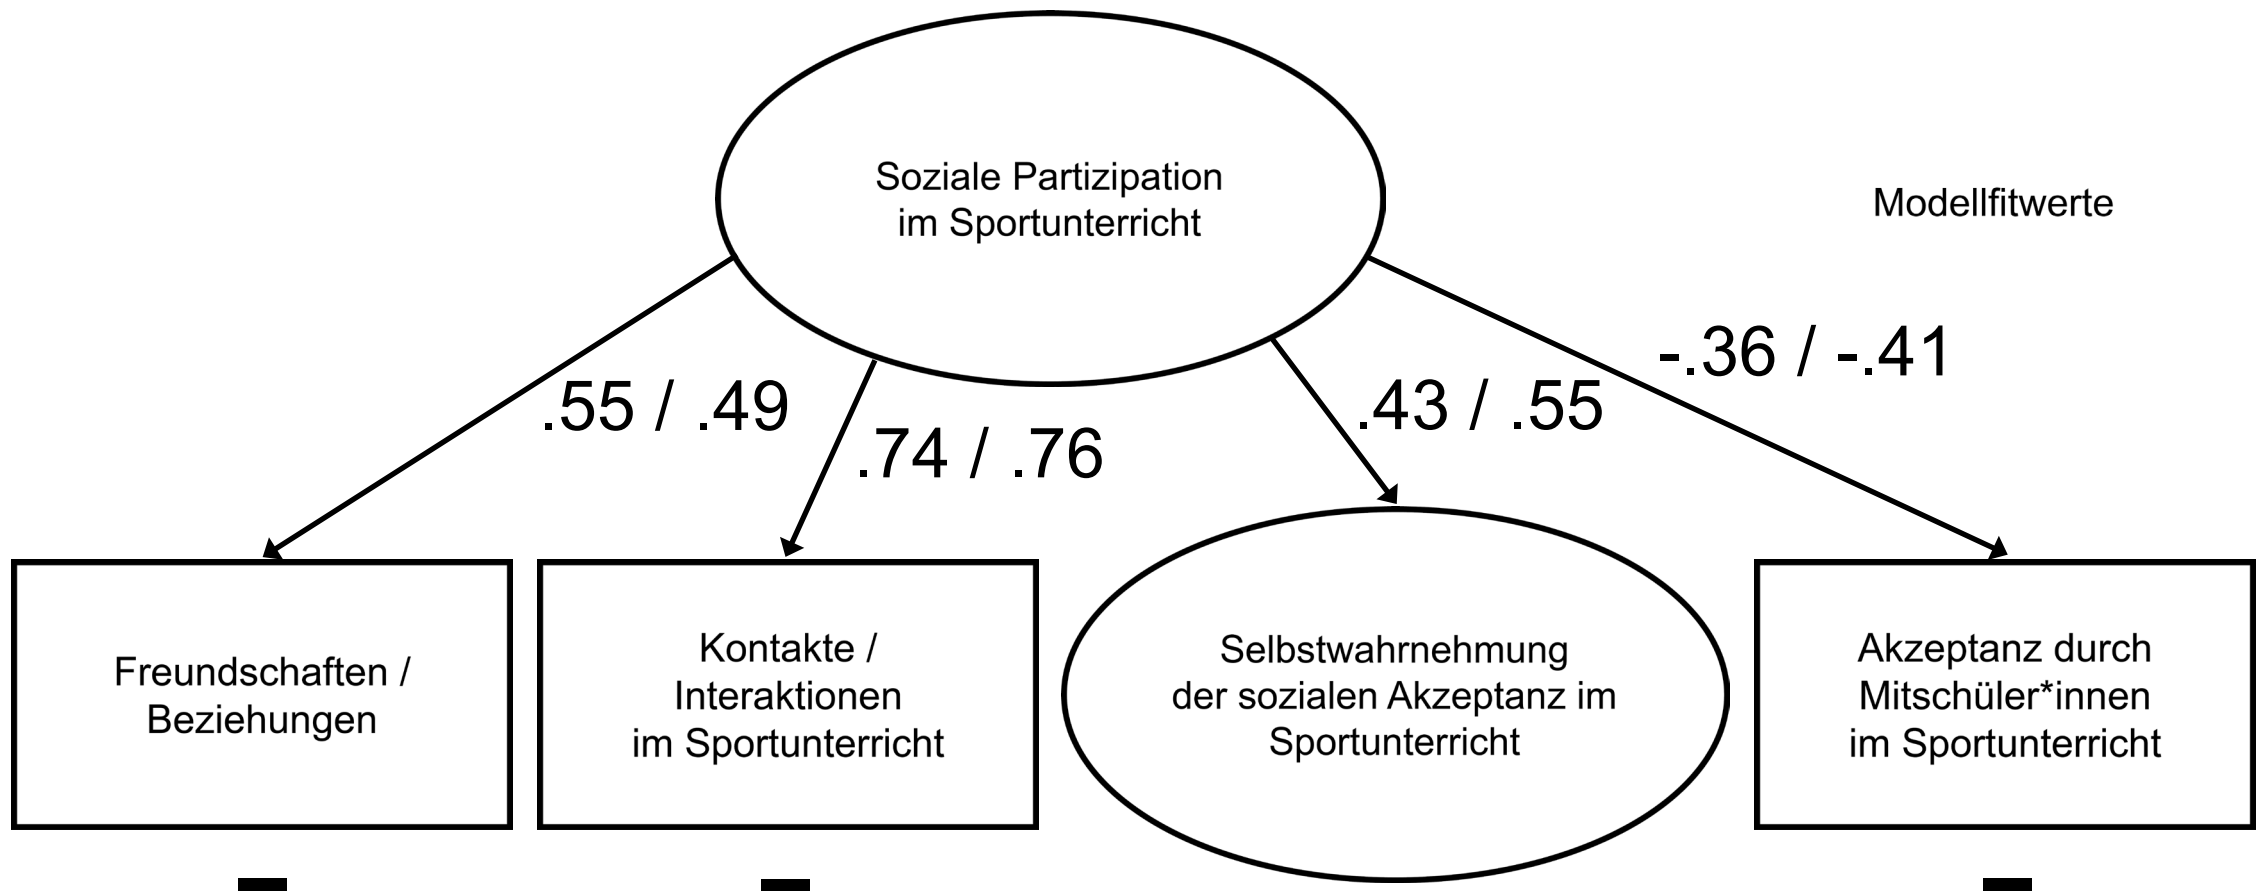 Soziale Partizipation
im Sportunterricht
Modellfitwerte
.55 / .49
.74 / .76
.43 / .55
-.36 / -.41
Freundschaften /
Beziehungen
Kontakte /
Interaktionen
im Sportunterricht
Selbstwahrnehmung
der sozialen Akzeptanz im
Sportunterricht
Akzeptanz durch
Mitschüler*innen
im Sportunterricht